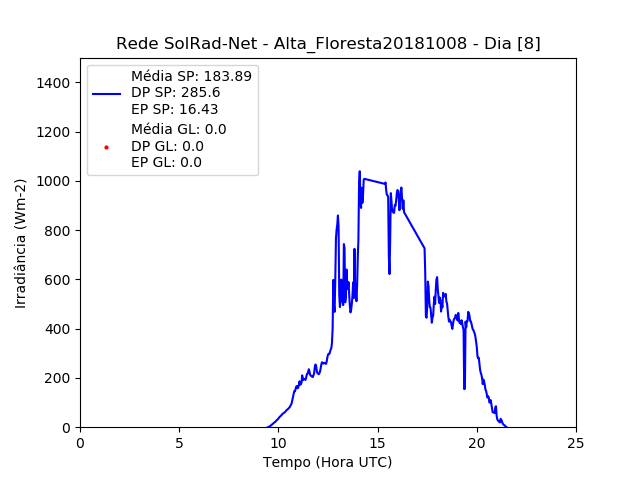 Rede SolRad-Net - Alta_Floresta20181008 - Dia [8]
Média SP: 183.89
DP SP: 285.6
EP SP: 16.43
Média GL: 0.0
DP GL: 0.0
EP GL: 0.0
1400
1200
1000
800
600
400
200
0
Irradiância (Wm-2)
0 5 10 15 20 25
Tempo (Hora UTC)